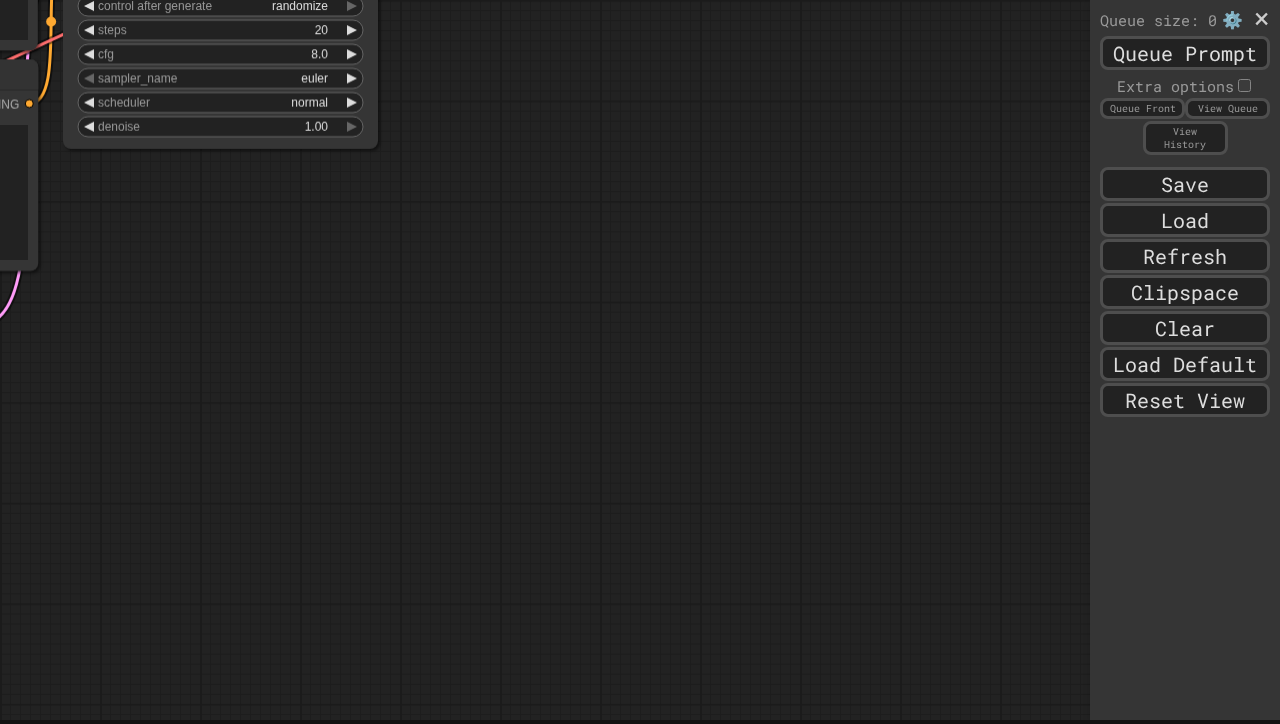 control after generate randomize
steps 20
cfg 8.0
sampler_name euler
scheduler normal
denoise 1.00
ING
Queue size: 0
Queue Prompt
Extra options
Queue Front View Queue
View
History
Save
Load
Refresh
Clipspace
Clear
Load Default
Reset View